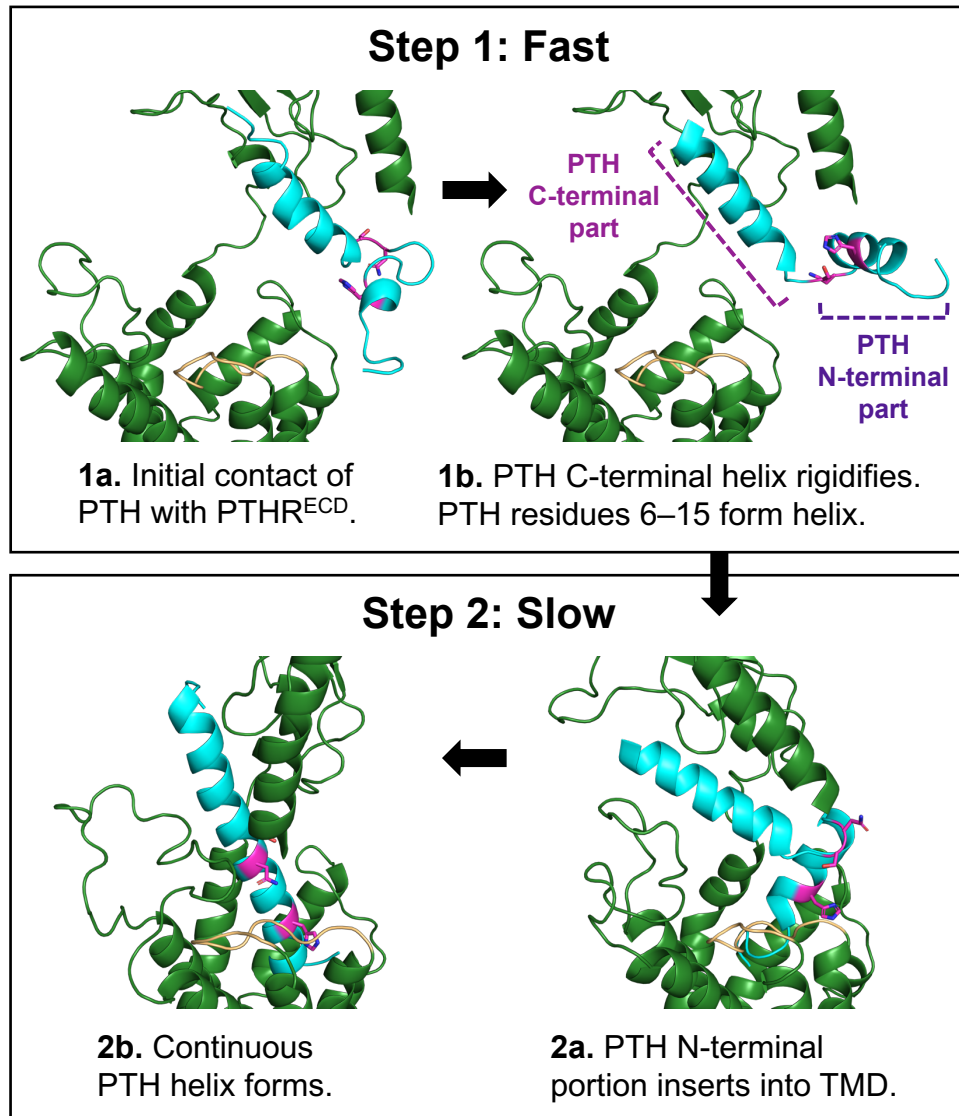 Step 1: Fast
PTH
C-terminal
part
PTH
N-terminal
part
1a. Initial contact of
PTH with PTHRᴱᶜᴰ.
1b. PTH C-terminal helix rigidifies.
PTH residues 6–15 form helix.
Step 2: Slow
2b. Continuous
PTH helix forms.
2a. PTH N-terminal
portion inserts into TMD.